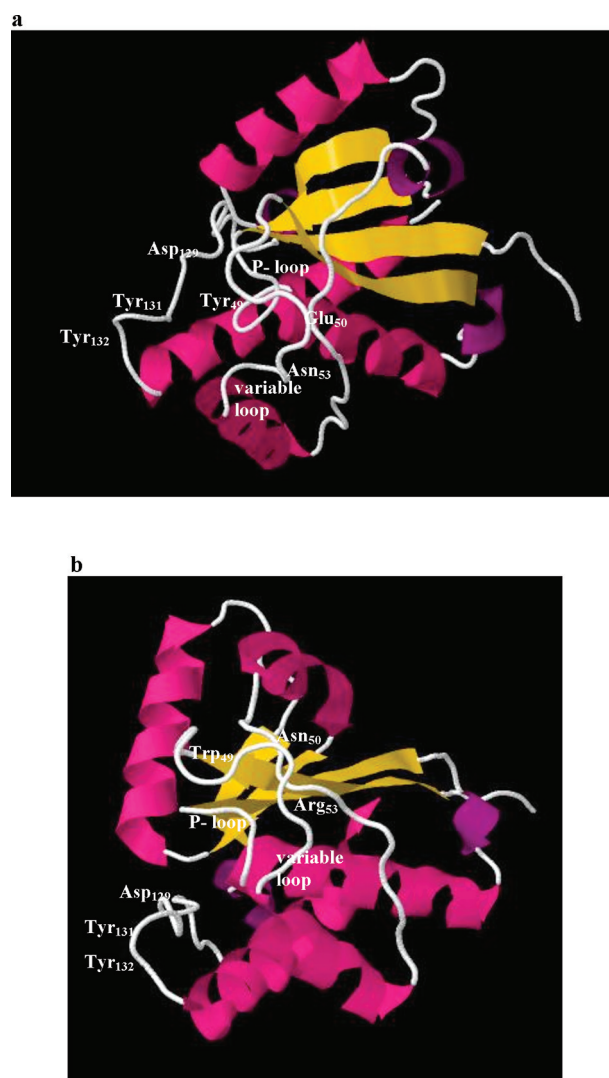 a
Asp129
P- loop
Tyr131
Tyr49
Glu50
Tyr132
Asn53
variable
loop
b
Asn50
Trp49
Arg53
P- loop
variable
loop
Asp129
Tyr131
Tyr132